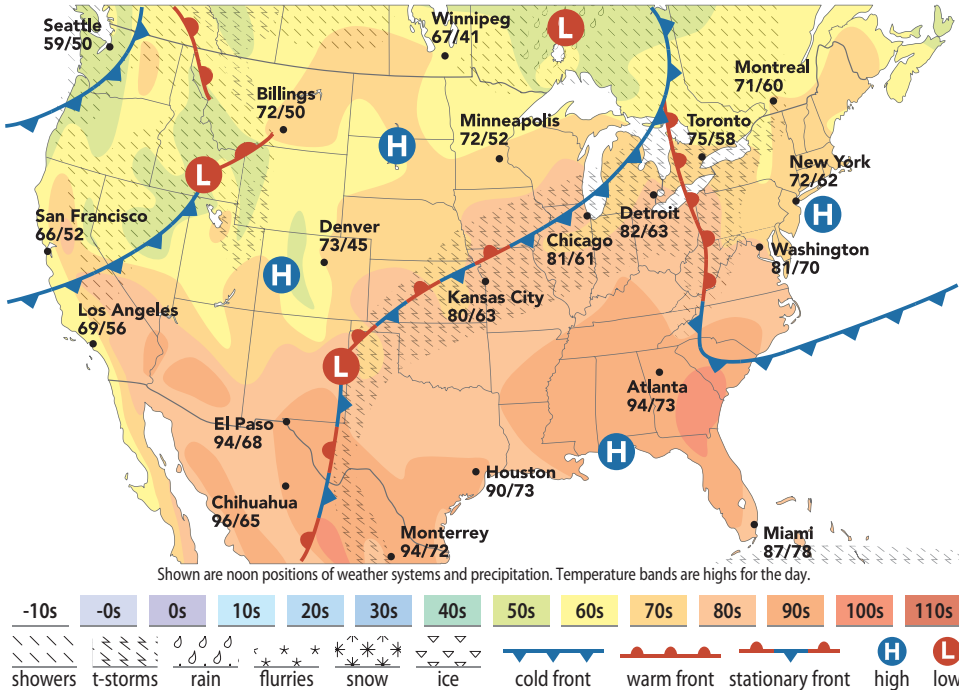 Seattle
59/50
Winnipeg
67/41
L
Montreal
71/60
Billings
72/50
Minneapolis
72/52
Toronto
75/58
H
New York
72/62
L
San Francisco
66/52
Denver
73/45
Chicago
81/61
Detroit
82/63
H
Washington
81/70
H
Kansas City
80/63
Los Angeles
69/56
L
Atlanta
94/73
El Paso
94/68
H
Houston
90/73
Chihuahua
96/65
Monterrey
94/72
Miami
87/78
Shown are noon positions of weather systems and precipitation. Temperature bands are highs for the day.
-10s -0s 0s 10s 20s 30s 40s 50s 60s 70s 80s 90s 100s 110s
H L
showers t-storms rain flurries snow ice cold front warm front stationary front high low